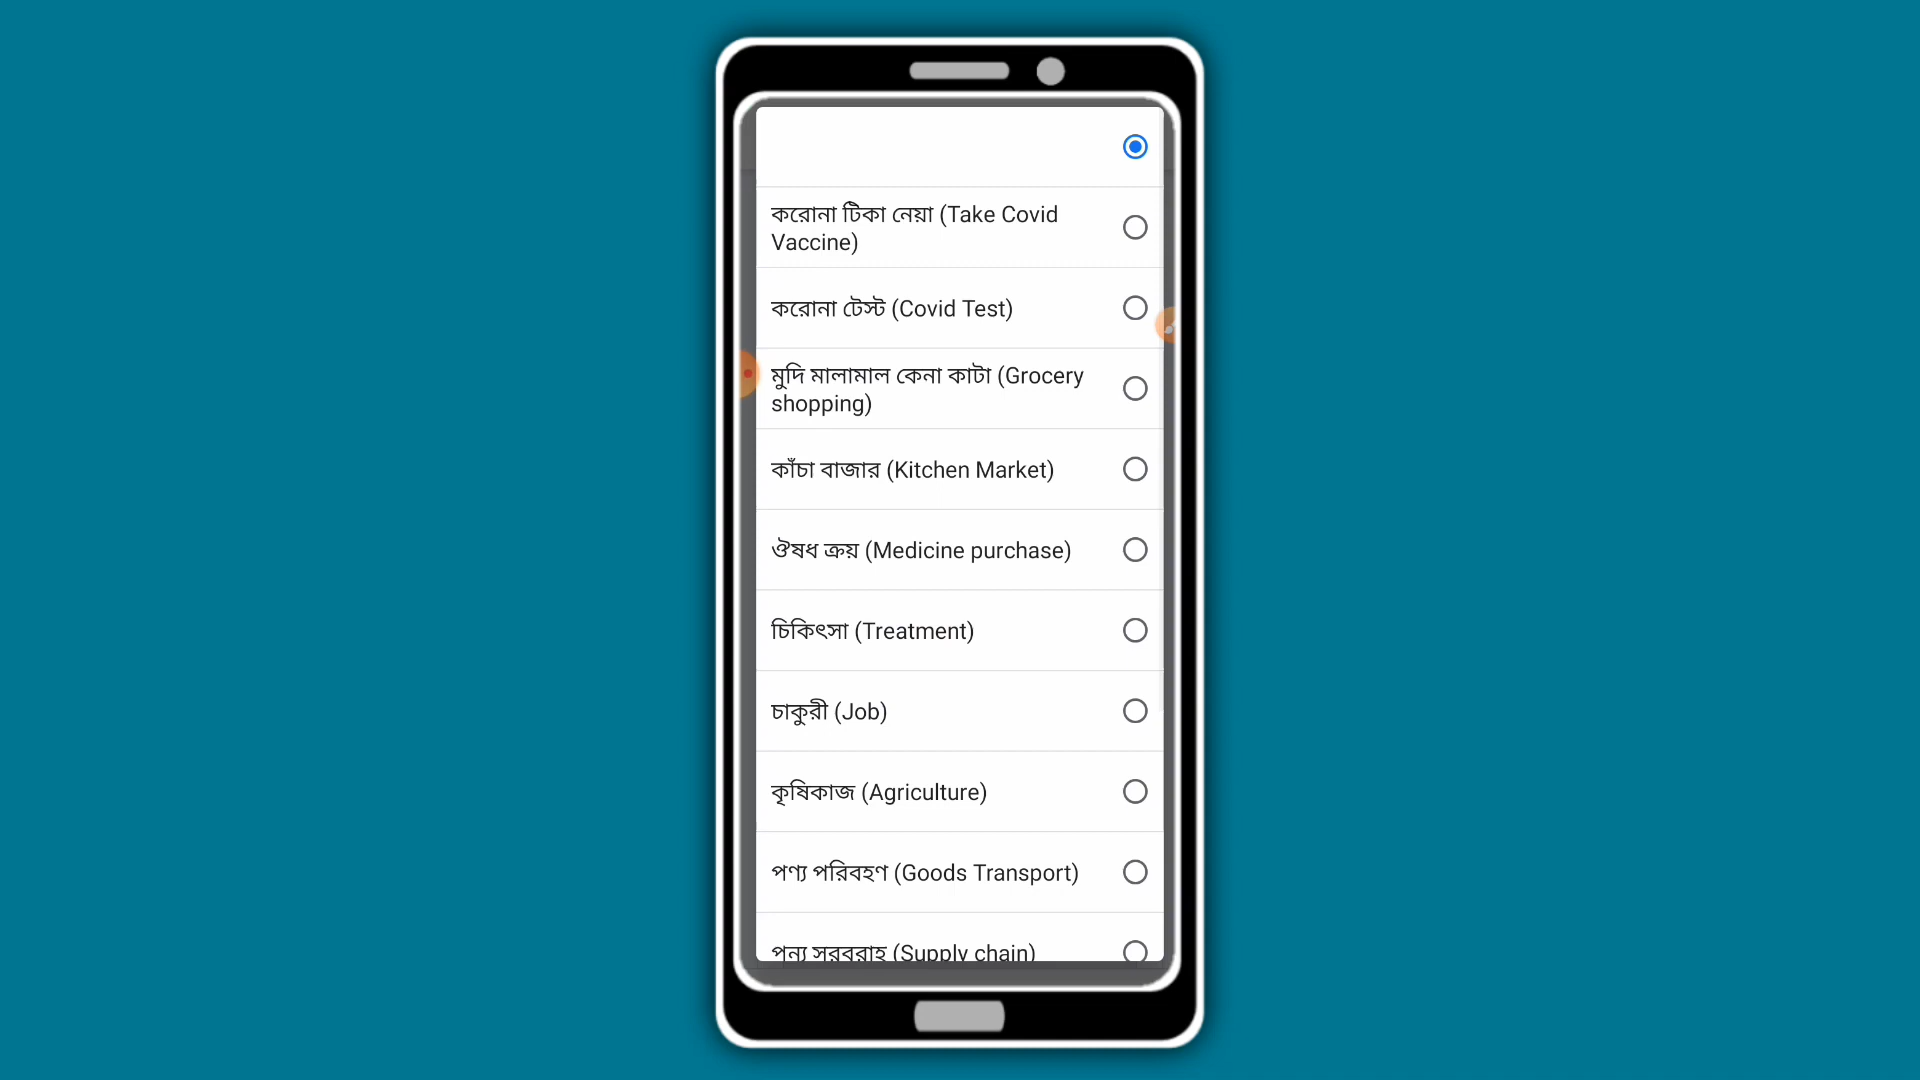 করোনা টিকা নেয়া (Take Covid
Vaccine)
করোনা টেস্ট (Covid Test)
মুদি মালামাল কেনা কাটা (Grocery
shopping)
কাঁচা বাজার (Kitchen Market)
ঔষধ ক্রয় (Medicine purchase)
চিকিৎসা (Treatment)
চাকুরী (Job)
কৃষিকাজ (Agriculture)
পণ্য পরিবহণ (Goods Transport)
পন্য সরবরাহ (Supply chain)